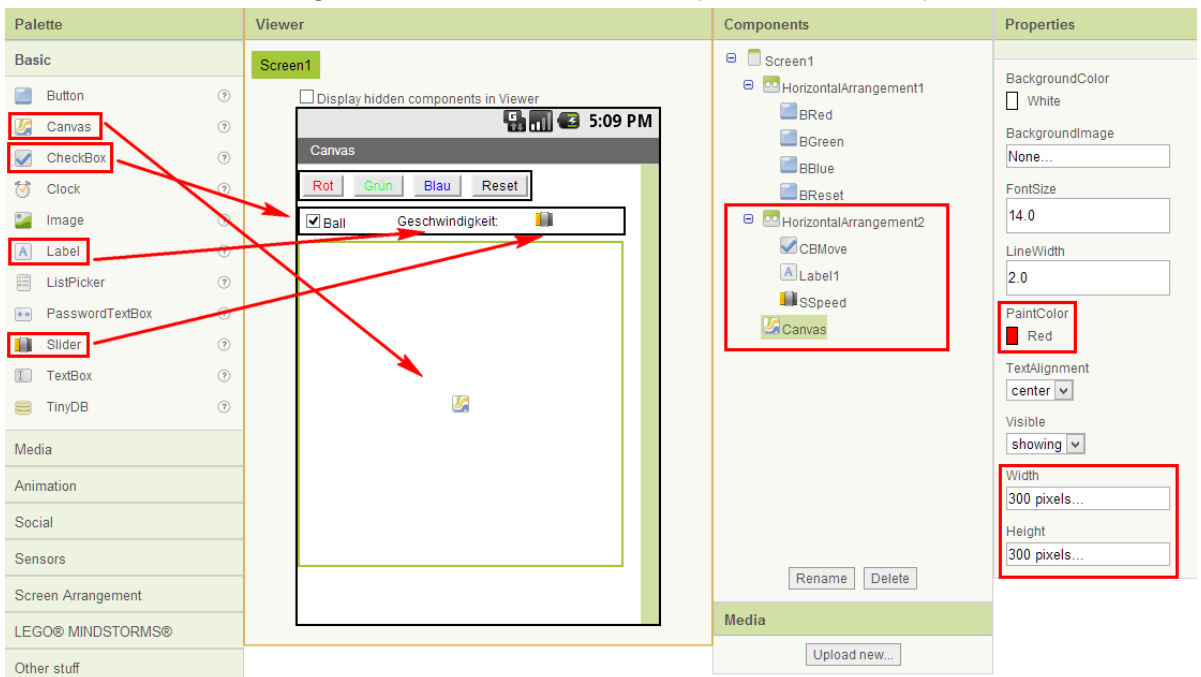 Palette
Basic
Button
Canvas
CheckBox
Clock
Image
Label
ListPicker
PasswordTextBox
Slider
TextBox
TinyDB
Media
Animation
Social
Sensors
Screen Arrangement
LEGO® MINDSTORMS®
Other stuff
Viewer
Screen1
Display hidden components in Viewer
5:09 PM
Canvas
Rot Grün Blau Reset
Ball Geschwindigkeit:
Components
Screen1
HorizontalArrangement1
BRed
BGreen
BBlue
BReset
HorizontalArrangement2
CBMove
Label1
SSpeed
Canvas
Rename Delete
Media
Upload new...
Properties
BackgroundColor
White
BackgroundImage
None...
FontSize
14.0
LineWidth
2.0
PaintColor
Red
TextAlignment
center
Visible
showing
Width
300 pixels...
Height
300 pixels...